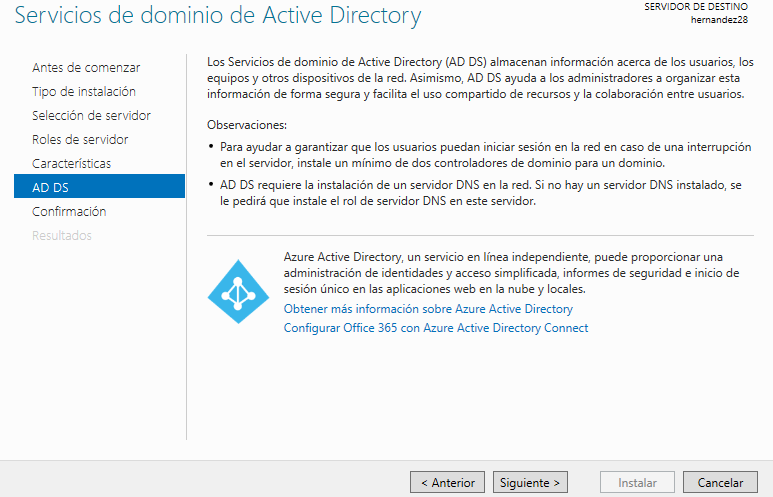 Servicios de dominio de Active Directory
SERVIDOR DE DESTINO
hernandez28
Antes de comenzar
Tipo de instalación
Selección de servidor
Roles de servidor
Características
AD DS
Confirmación
Resultados
Los Servicios de dominio de Active Directory (AD DS) almacenan información acerca de los usuarios, los
equipos y otros dispositivos de la red. Asimismo, AD DS ayuda a los administradores a organizar esta
información de forma segura y facilita el uso compartido de recursos y la colaboración entre usuarios.
Observaciones:
• Para ayudar a garantizar que los usuarios puedan iniciar sesión en la red en caso de una interrupción
en el servidor, instale un mínimo de dos controladores de dominio para un dominio.
• AD DS requiere la instalación de un servidor DNS en la red. Si no hay un servidor DNS instalado, se
le pedirá que instale el rol de servidor DNS en este servidor.
Azure Active Directory, un servicio en línea independiente, puede proporcionar una
administración de identidades y acceso simplificada, informes de seguridad e inicio de
sesión único en las aplicaciones web en la nube y locales.
Obtener más información sobre Azure Active Directory
Configurar Office 365 con Azure Active Directory Connect
< Anterior
Siguiente >
Instalar
Cancelar